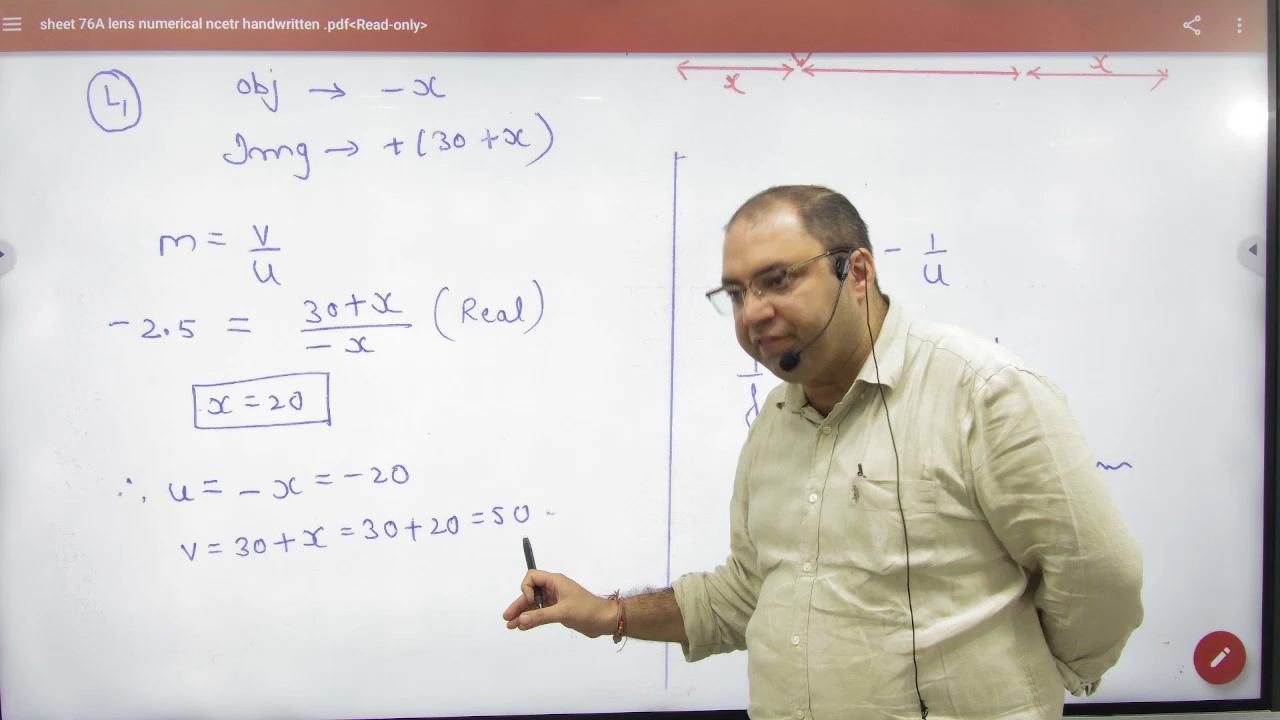 sheet 76A lens numerical ncetr handwritten .pdf<Read-only>
x
x
L₁
obj → -x
Img → +(30+x)
m = v/u
-2.5 = 30+x/-x (Real)
x = 20
∴ u = -x = -20
v = 30+x = 30+20 = 50
- 1/u